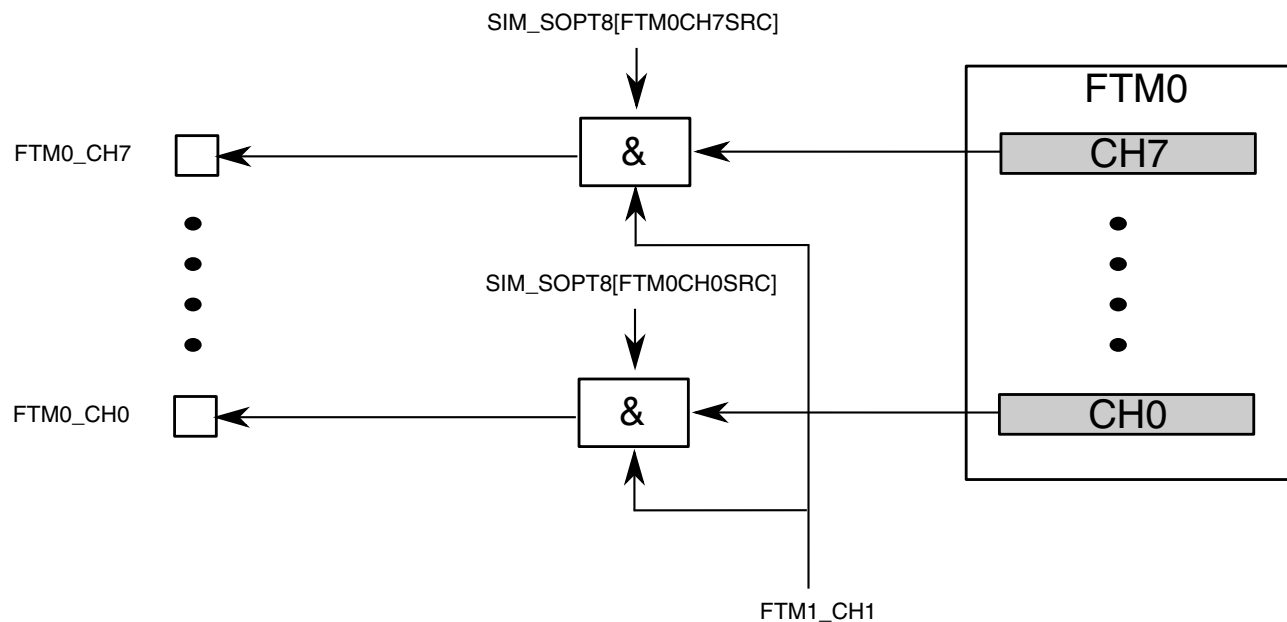 SIM_SOPT8[FTM0CH7SRC]
FTM0
FTM0_CH7
&
CH7
SIM_SOPT8[FTM0CH0SRC]
FTM0_CH0
&
CH0
FTM1_CH1